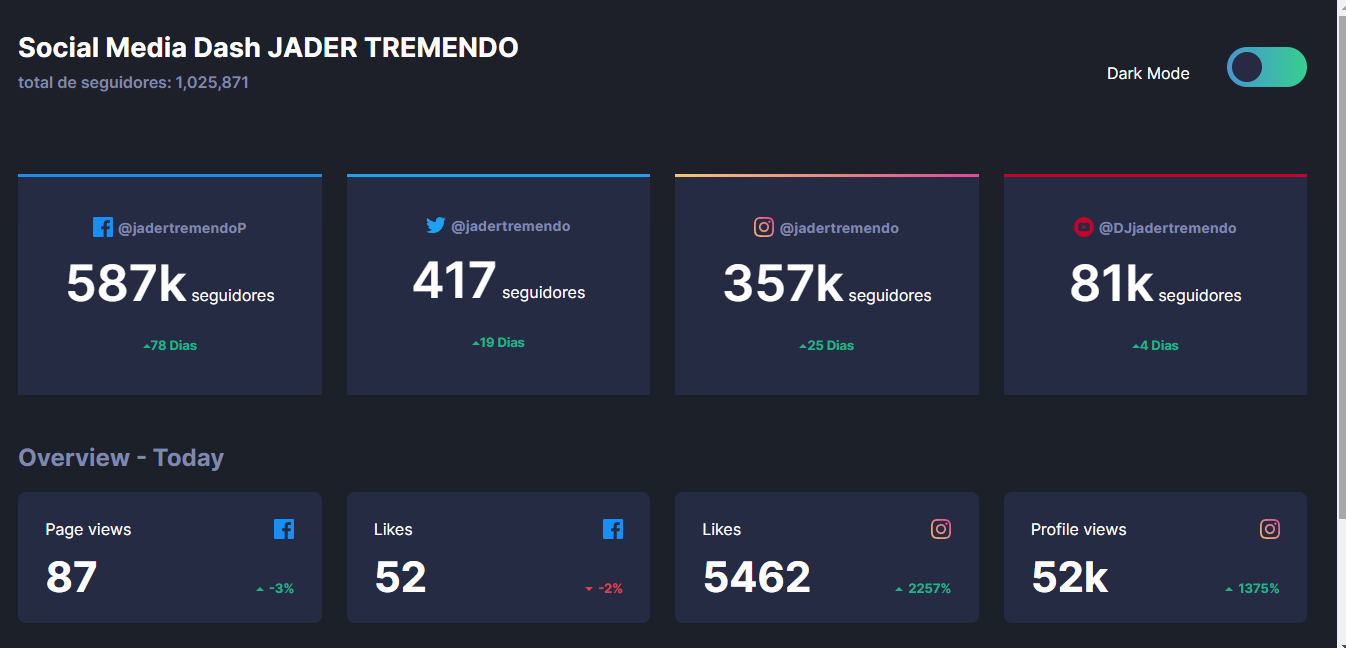 Social Media Dash JADER TREMENDO
total de seguidores: 1,025,871
Dark Mode
@jadertremendoP
587k seguidores
78 Dias
@jadertremendo
417 seguidores
19 Dias
@jadertremendo
357k seguidores
25 Dias
@DJjadertremendo
81k seguidores
4 Dias
Overview - Today
Page views
87
-3%
Likes
52
-2%
Likes
5462
2257%
Profile views
52k
1375%